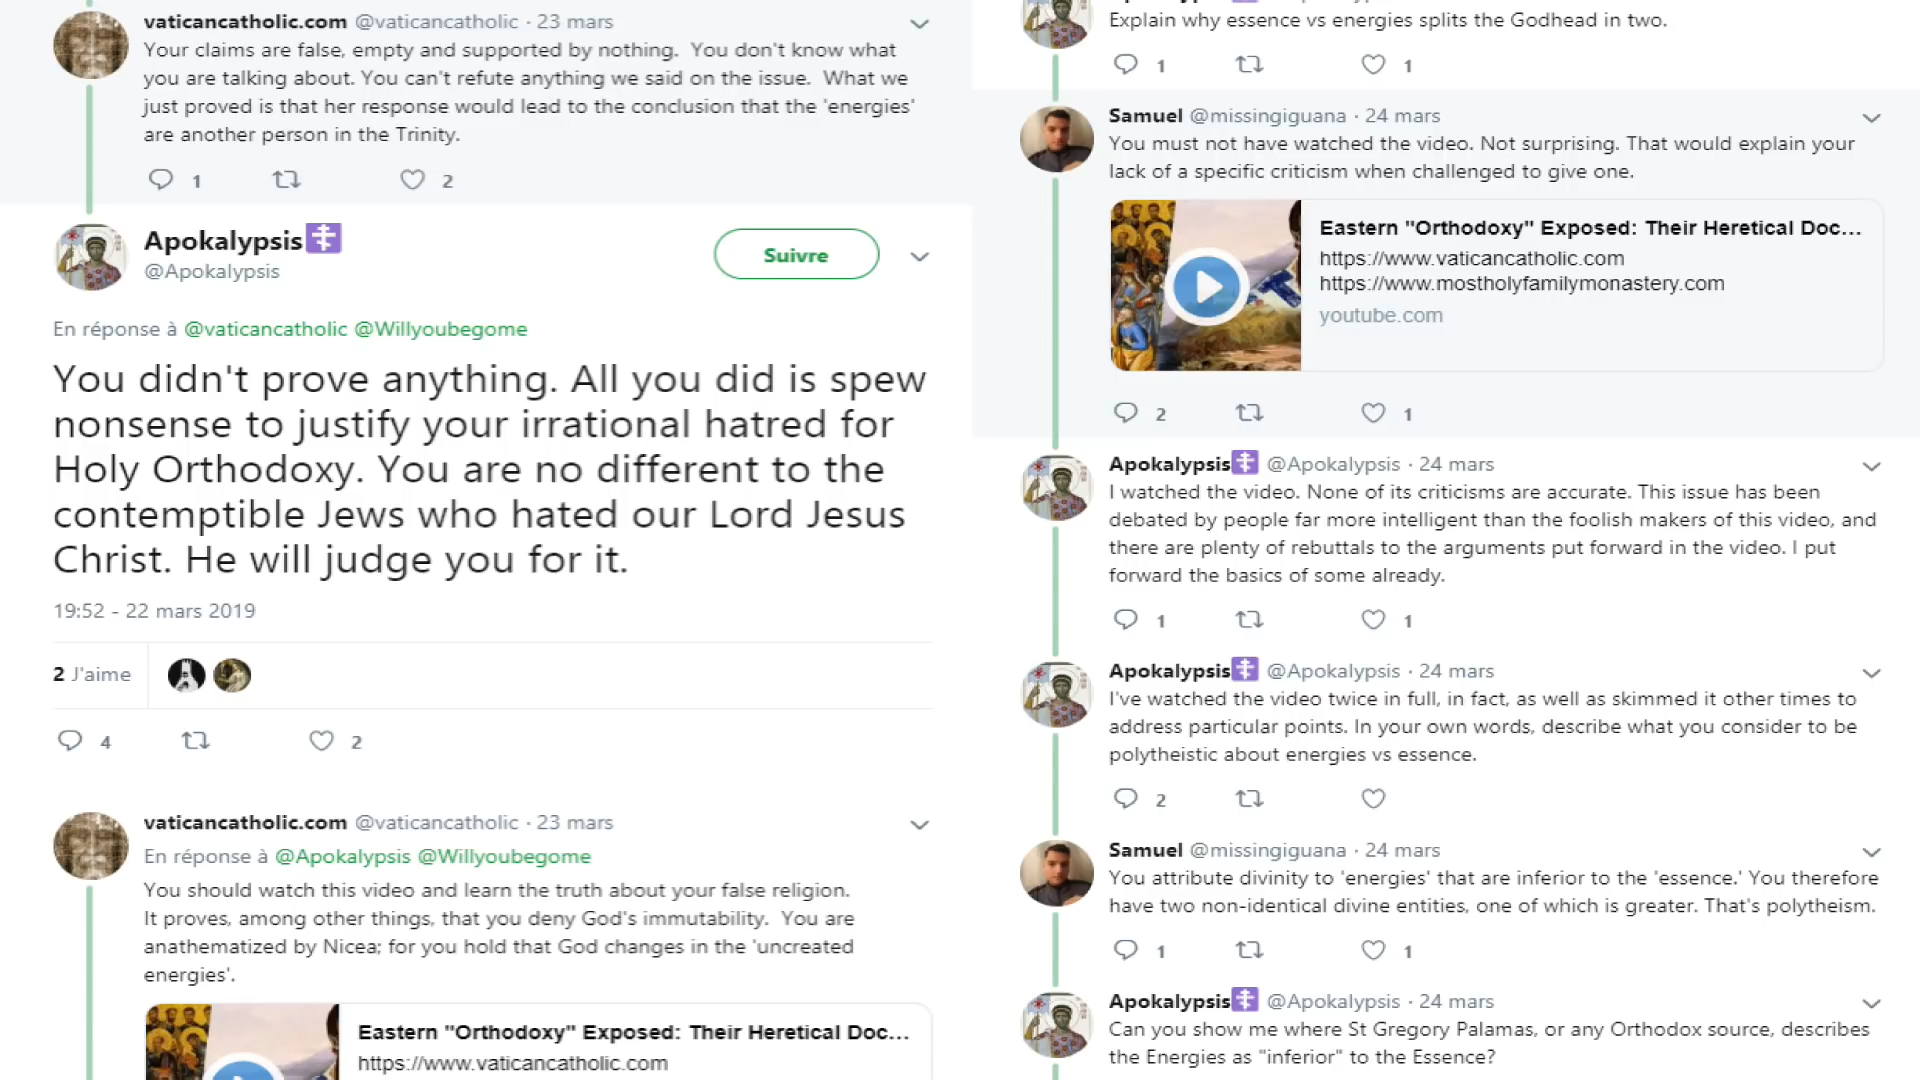 vaticancatholic.com @vaticancatholic · 23 mars
Your claims are false, empty and supported by nothing.  You don't know what
you are talking about. You can't refute anything we said on the issue.  What we
just proved is that her response would lead to the conclusion that the 'energies'
are another person in the Trinity.
1 2
Apokalypsis☦
@Apokalypsis
Suivre
En réponse à @vaticancatholic @Willyoubegome
You didn't prove anything. All you did is spew
nonsense to justify your irrational hatred for
Holy Orthodoxy. You are no different to the
contemptible Jews who hated our Lord Jesus
Christ. He will judge you for it.
19:52 - 22 mars 2019
2 J'aime
4 2
vaticancatholic.com @vaticancatholic · 23 mars
En réponse à @Apokalypsis @Willyoubegome
You should watch this video and learn the truth about your false religion.
It proves, among other things, that you deny God's immutability.  You are
anathematized by Nicea; for you hold that God changes in the 'uncreated
energies'.
Eastern "Orthodoxy" Exposed: Their Heretical Doc...
https://www.vaticancatholic.com
Explain why essence vs energies splits the Godhead in two.
1 1
Samuel @missingiguana · 24 mars
You must not have watched the video. Not surprising. That would explain your
lack of a specific criticism when challenged to give one.
Eastern "Orthodoxy" Exposed: Their Heretical Doc...
https://www.vaticancatholic.com
https://www.mostholyfamilymonastery.com
youtube.com
2 1
Apokalypsis☦ @Apokalypsis · 24 mars
I watched the video. None of its criticisms are accurate. This issue has been
debated by people far more intelligent than the foolish makers of this video, and
there are plenty of rebuttals to the arguments put forward in the video. I put
forward the basics of some already.
1 1
Apokalypsis☦ @Apokalypsis · 24 mars
I've watched the video twice in full, in fact, as well as skimmed it other times to
address particular points. In your own words, describe what you consider to be
polytheistic about energies vs essence.
2
Samuel @missingiguana · 24 mars
You attribute divinity to 'energies' that are inferior to the 'essence.' You therefore
have two non-identical divine entities, one of which is greater. That's polytheism.
1 1
Apokalypsis☦ @Apokalypsis · 24 mars
Can you show me where St Gregory Palamas, or any Orthodox source, describes
the Energies as "inferior" to the Essence?